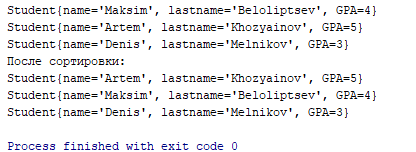 Student{name='Maksim', lastname='Beloliptsev', GPA=4}
Student{name='Artem', lastname='Khozyainov', GPA=5}
Student{name='Denis', lastname='Melnikov', GPA=3}
После сортировки:
Student{name='Artem', lastname='Khozyainov', GPA=5}
Student{name='Maksim', lastname='Beloliptsev', GPA=4}
Student{name='Denis', lastname='Melnikov', GPA=3}
Process finished with exit code 0